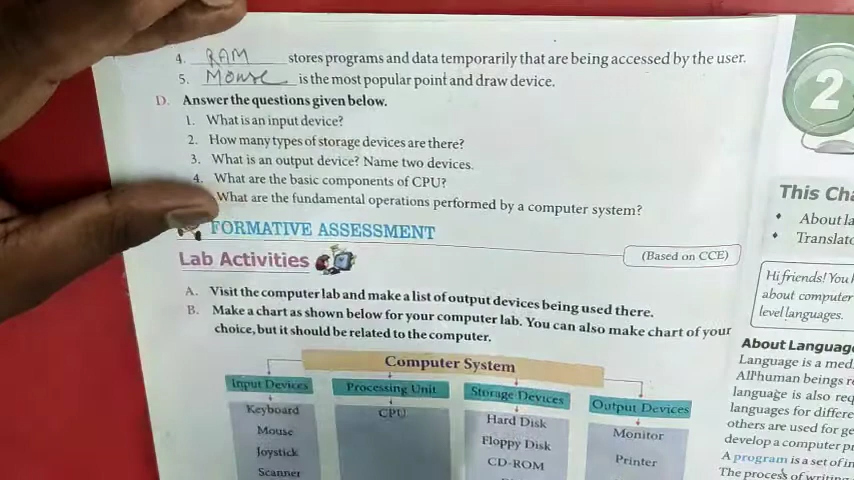 4. RAM stores programs and data temporarily that are being accessed by the user.
5. Mouse is the most popular point and draw device.
D. Answer the questions given below.
1. What is an input device?
2. How many types of storage devices are there?
3. What is an output device? Name two devices.
4. What are the basic components of CPU?
What are the fundamental operations performed by a computer system?
FORMATIVE ASSESSMENT
(Based on CCE)
Lab Activities
A. Visit the computer lab and make a list of output devices being used there.
B. Make a chart as shown below for your computer lab. You can also make chart of your
choice, but it should be related to the computer.
Computer System
Input Devices Processing Unit Storage Devices Output Devices
Keyboard CPU Hard Disk Monitor
Mouse Floppy Disk Printer
Joystick CD-ROM
Scanner
2
This Cha
• About la
• Translato
Hi friends! You
about computer
level languages.
About Language
Language is a med
All human beings
language is also req
languages for differe
others are used for ge
develop a computer pr
A program is a set of in
The process of writing